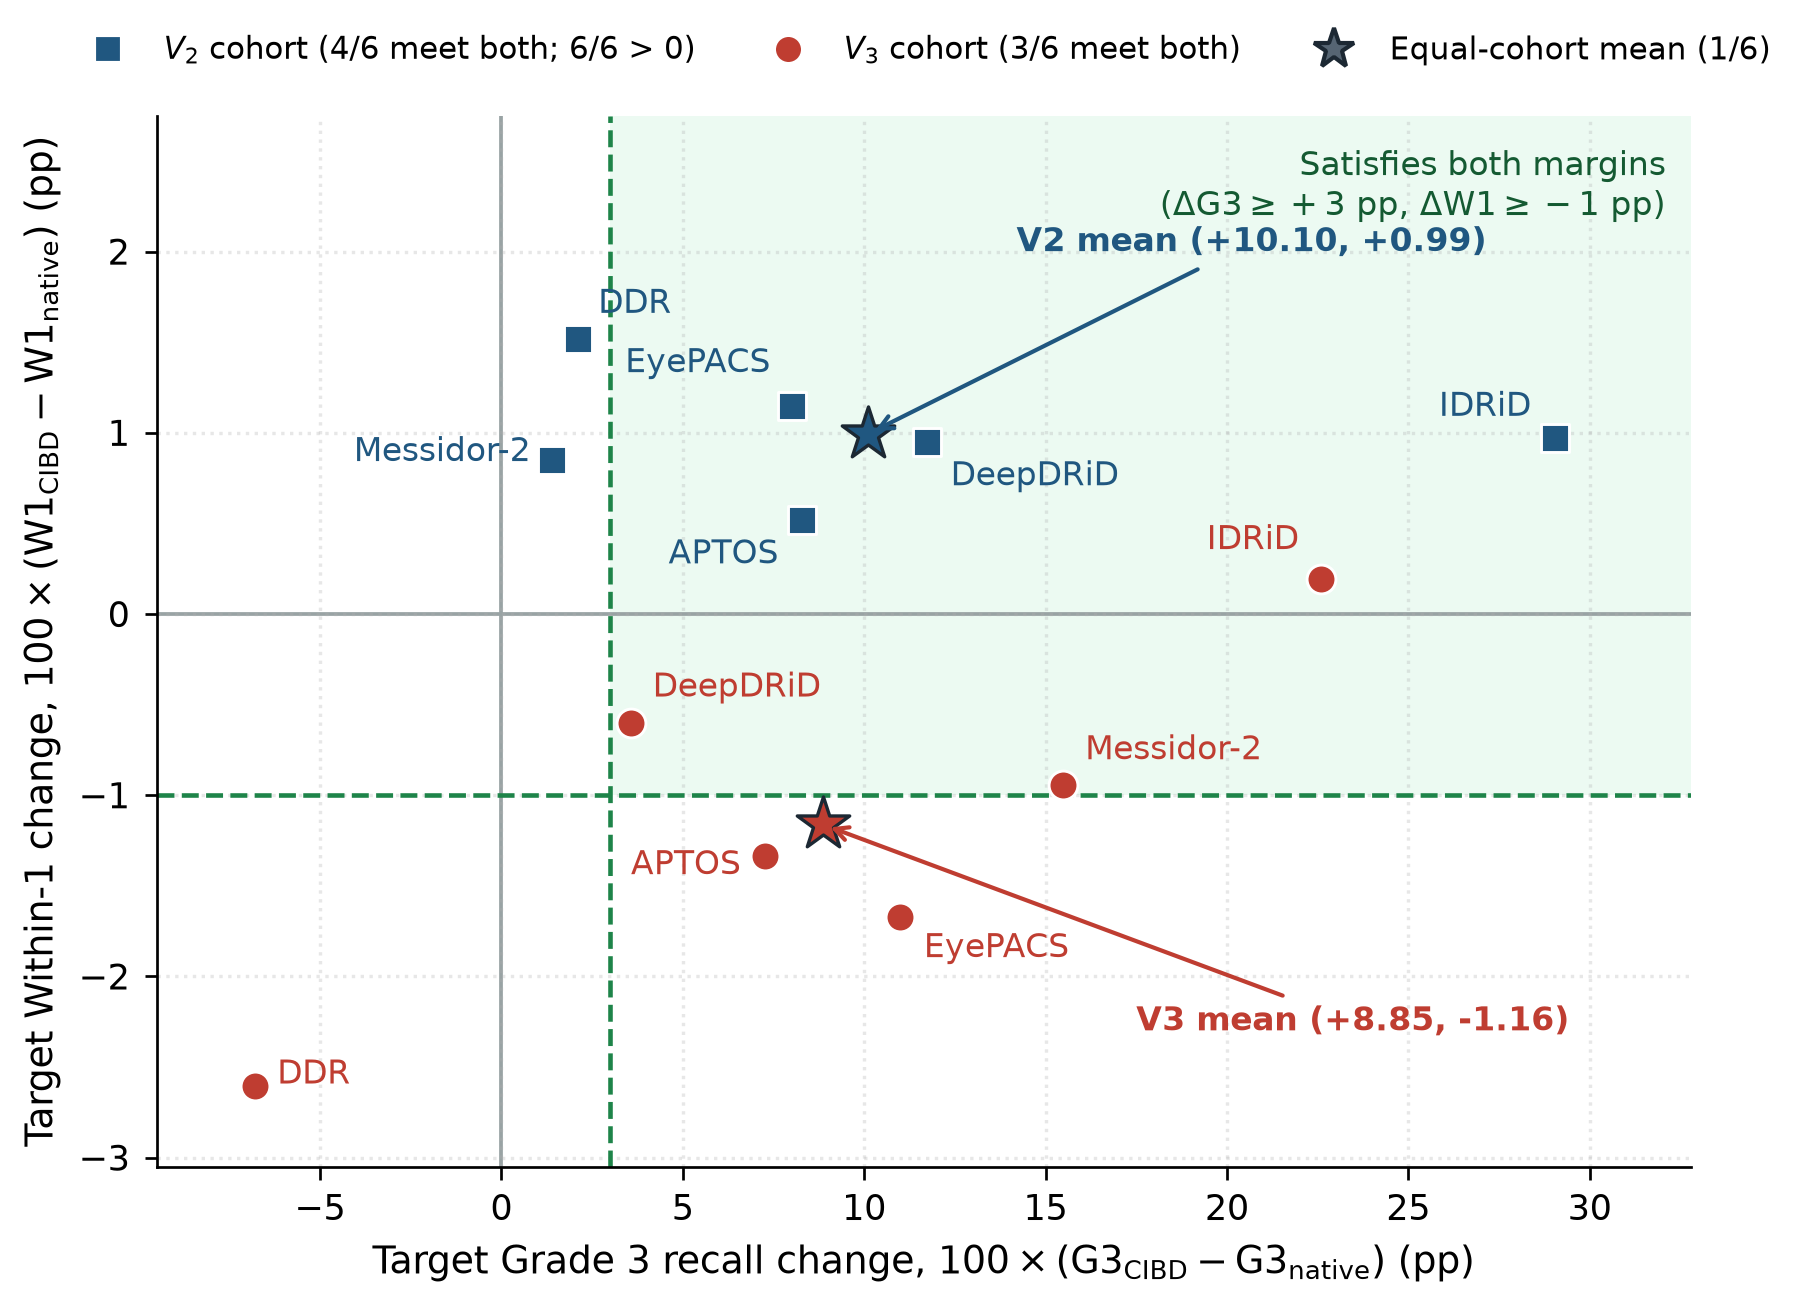 V₂ cohort (4/6 meet both; 6/6 > 0)
V₃ cohort (3/6 meet both)
Equal-cohort mean (1/6)
Satisfies both margins
(ΔG3 ≥ + 3 pp, ΔW1 ≥ − 1 pp)
V2 mean (+10.10, +0.99)
DDR
EyePACS
IDRiD
Messidor-2
DeepDRiD
APTOS
IDRiD
DeepDRiD
Messidor-2
APTOS
EyePACS
V3 mean (+8.85, -1.16)
DDR
2
1
0
−1
−2
−3
−5
0
5
10
15
20
25
30
Target Within-1 change, 100 × (W1CIBD − W1native) (pp)
Target Grade 3 recall change, 100 × (G3CIBD − G3native) (pp)